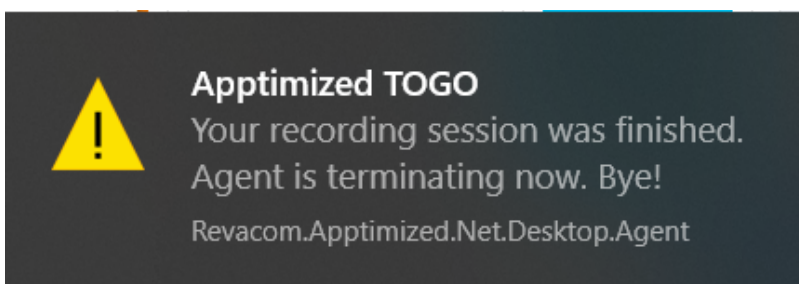 Apptimized TOGO
Your recording session was finished.
Agent is terminating now. Bye!
Revacom.Apptimized.Net.Desktop.Agent